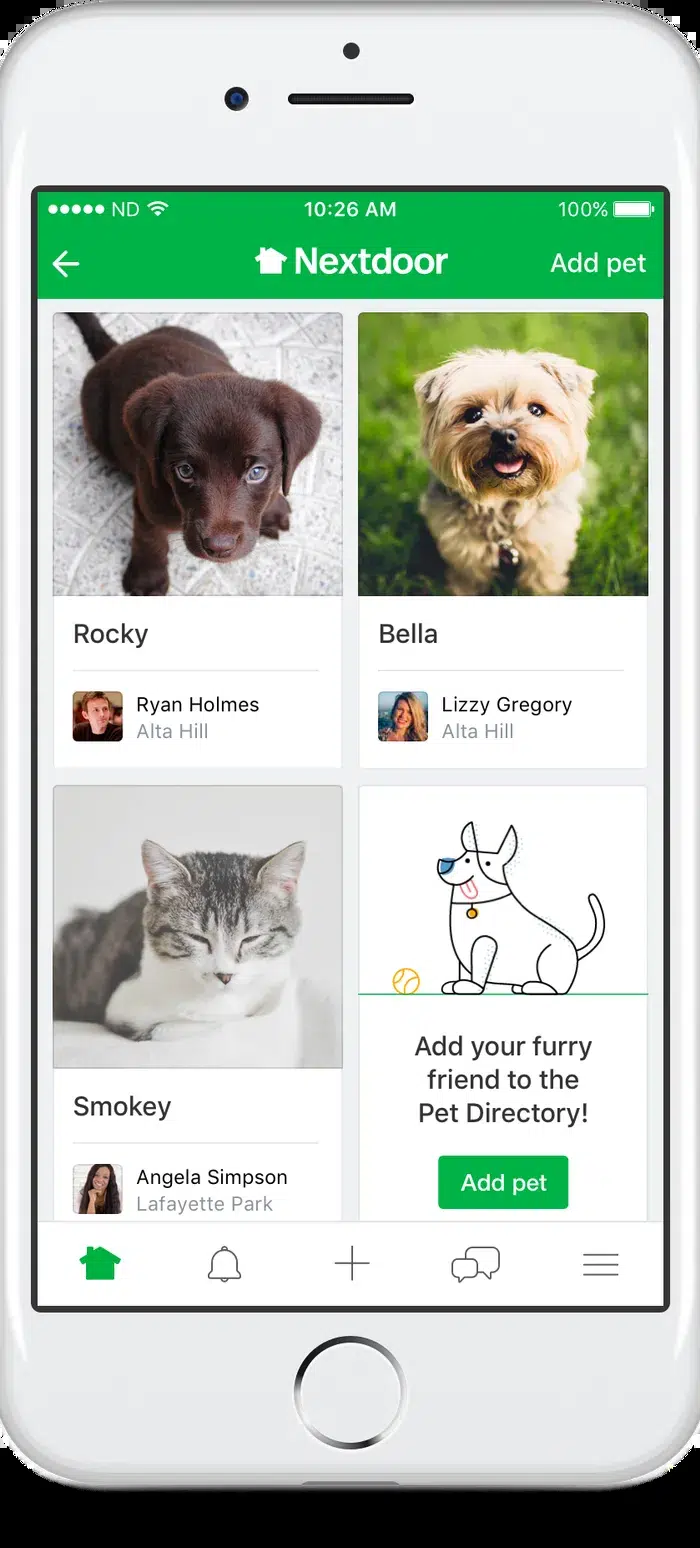 ND 10:26 AM 100%
Nextdoor Add pet
Rocky
Ryan Holmes
Alta Hill
Bella
Lizzy Gregory
Alta Hill
Smokey
Angela Simpson
Lafayette Park
Add your furry
friend to the
Pet Directory!
Add pet